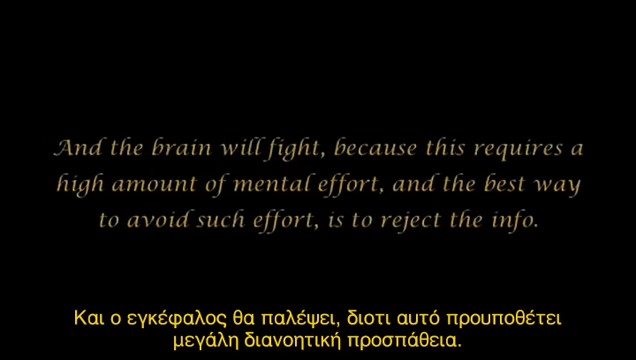 And the brain will fight, because this requires a
high amount of mental effort, and the best way
to avoid such effort, is to reject the info.
Και ο εγκέφαλος θα παλέψει, διοτι αυτό προυποθέτει
μεγάλη διανοητική προσπάθεια.